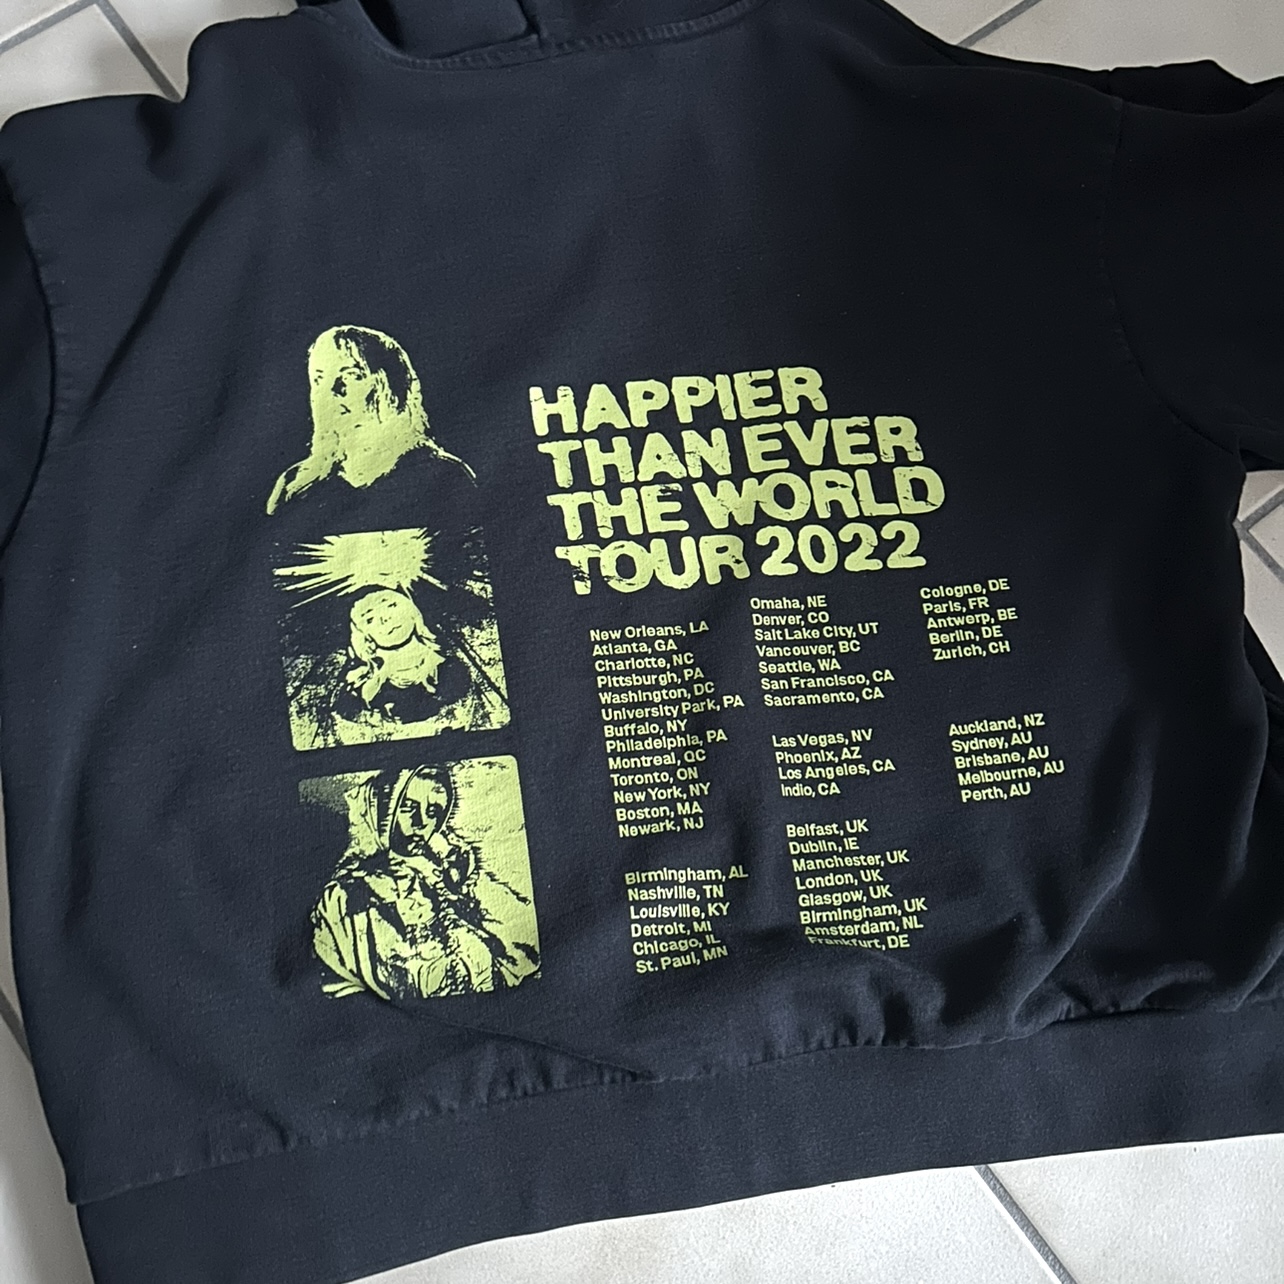 HAPPIER
THAN EVER
THE WORLD
TOUR 2022
New Orleans, LA
Atlanta, GA
Charlotte, NC
Pittsburgh, PA
Washington, DC
University Park, PA
Buffalo, NY
Philadelphia, PA
Montreal, QC
Toronto, ON
New York, NY
Boston, MA
Newark, NJ
Birmingham, AL
Nashville, TN
Louisville, KY
Detroit, MI
Chicago, IL
St. Paul, MN
Omaha, NE
Denver, CO
Salt Lake City, UT
Vancouver, BC
Seattle, WA
San Francisco, CA
Sacramento, CA
Las Vegas, NV
Phoenix, AZ
Los Angeles, CA
Indio, CA
Belfast, UK
Dublin, IE
Manchester, UK
London, UK
Glasgow, UK
Birmingham, UK
Amsterdam, NL
Frankfurt, DE
Cologne, DE
Paris, FR
Antwerp, BE
Berlin, DE
Zurich, CH
Auckland, NZ
Sydney, AU
Brisbane, AU
Melbourne, AU
Perth, AU